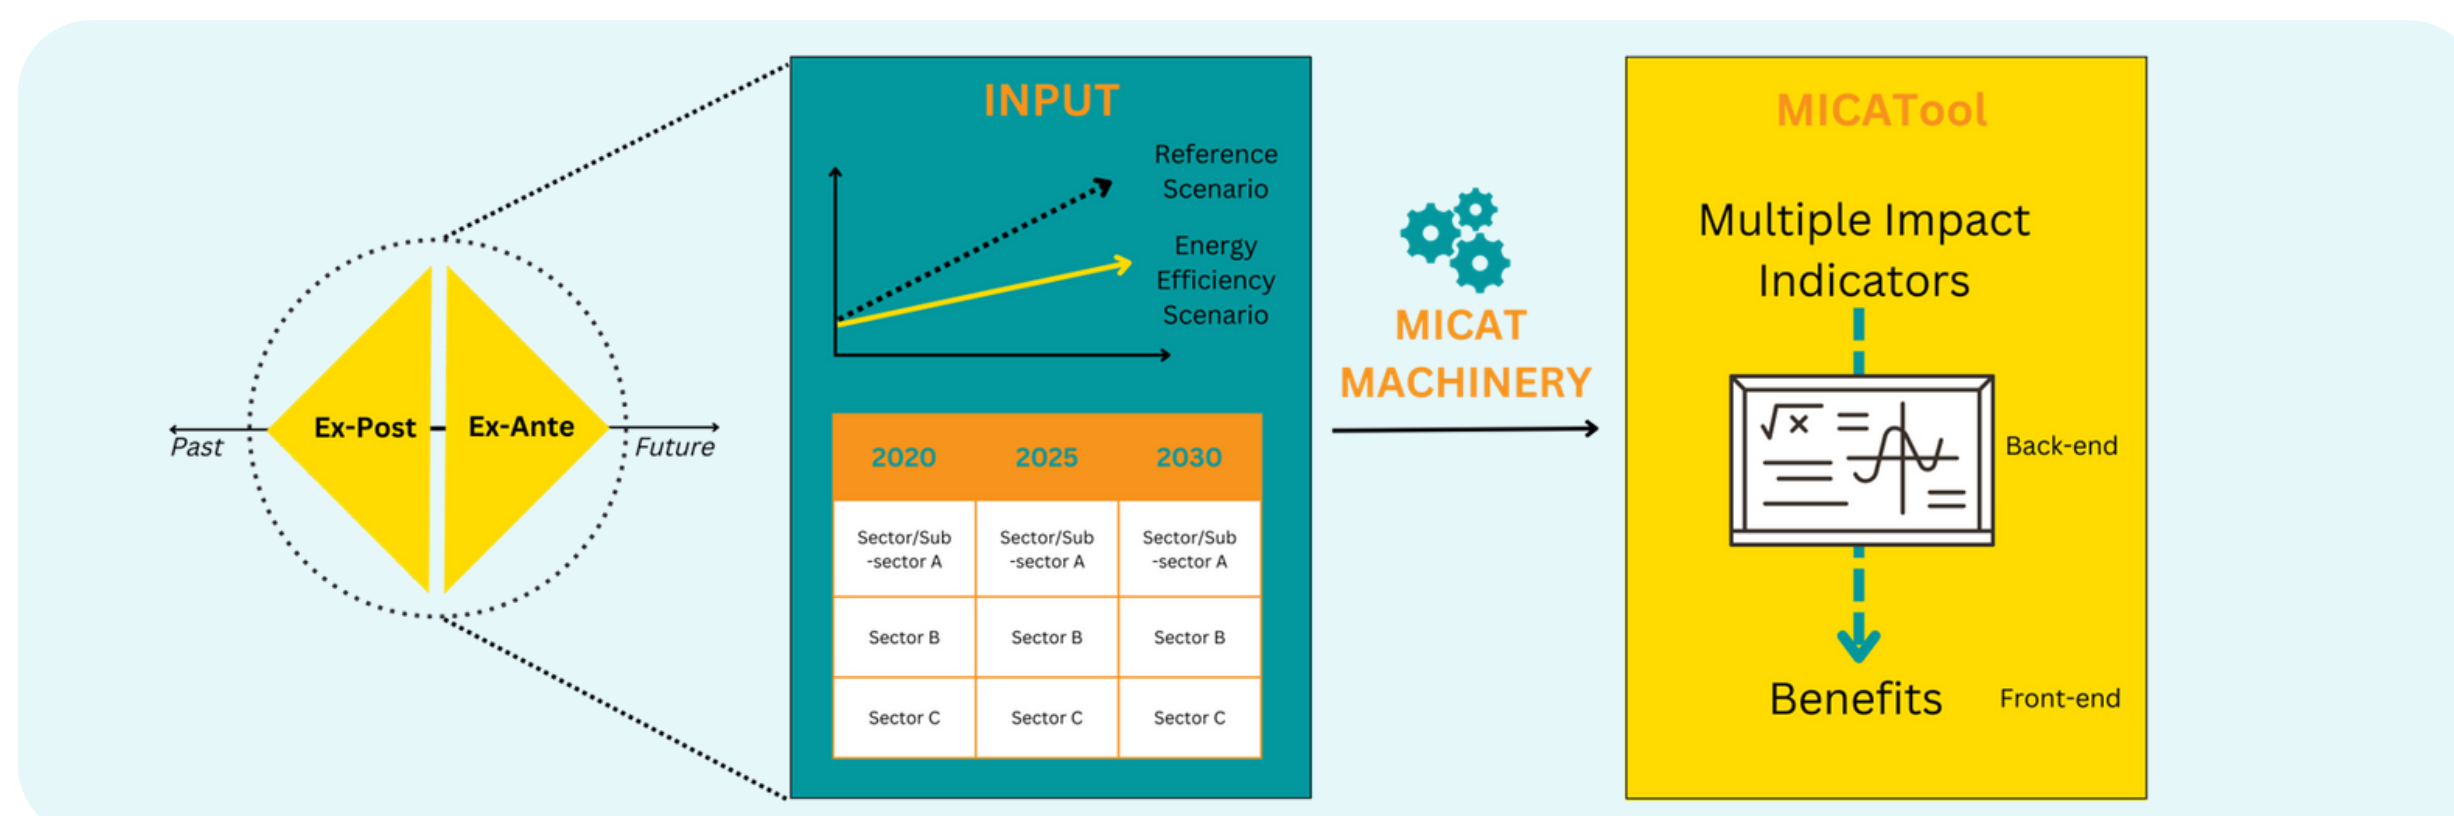 Past
Ex-Post
Ex-Ante
Future
INPUT
Reference
Scenario
Energy
Efficiency
Scenario
2020 2025 2030
Sector/Sub Sector/Sub Sector/Sub
-sector A -sector A -sector A
Sector B Sector B Sector B
Sector C Sector C Sector C
MICAT
MACHINERY
MICATool
Multiple Impact
Indicators
√x =
Back-end
Benefits
Front-end